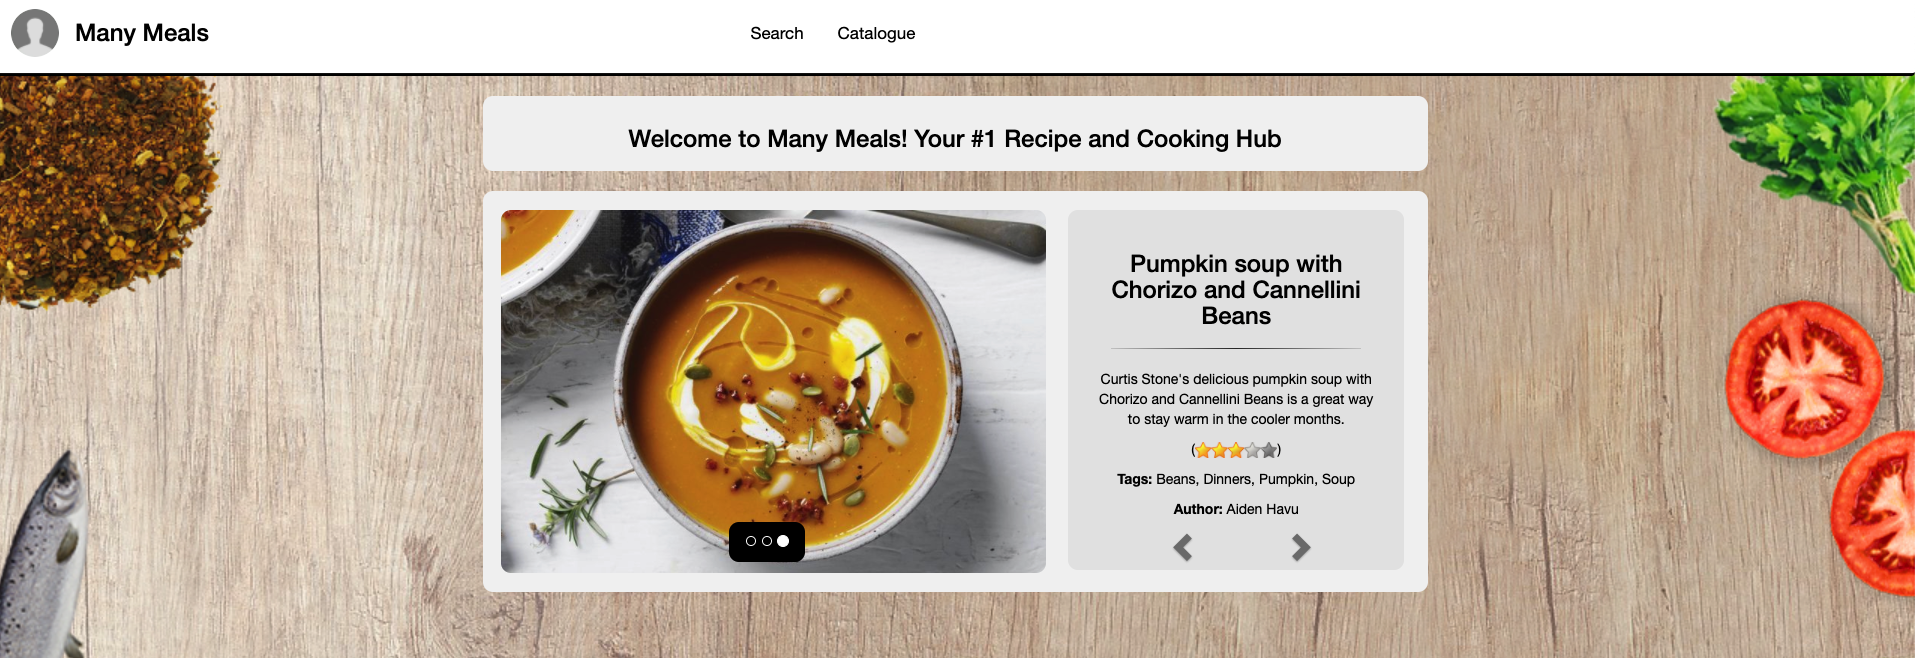 Many Meals
Search
Catalogue
Welcome to Many Meals! Your #1 Recipe and Cooking Hub
Pumpkin soup with
Chorizo and Cannellini
Beans
Curtis Stone's delicious pumpkin soup with
Chorizo and Cannellini Beans is a great way
to stay warm in the cooler months.
()
Tags: Beans, Dinners, Pumpkin, Soup
Author: Aiden Havu